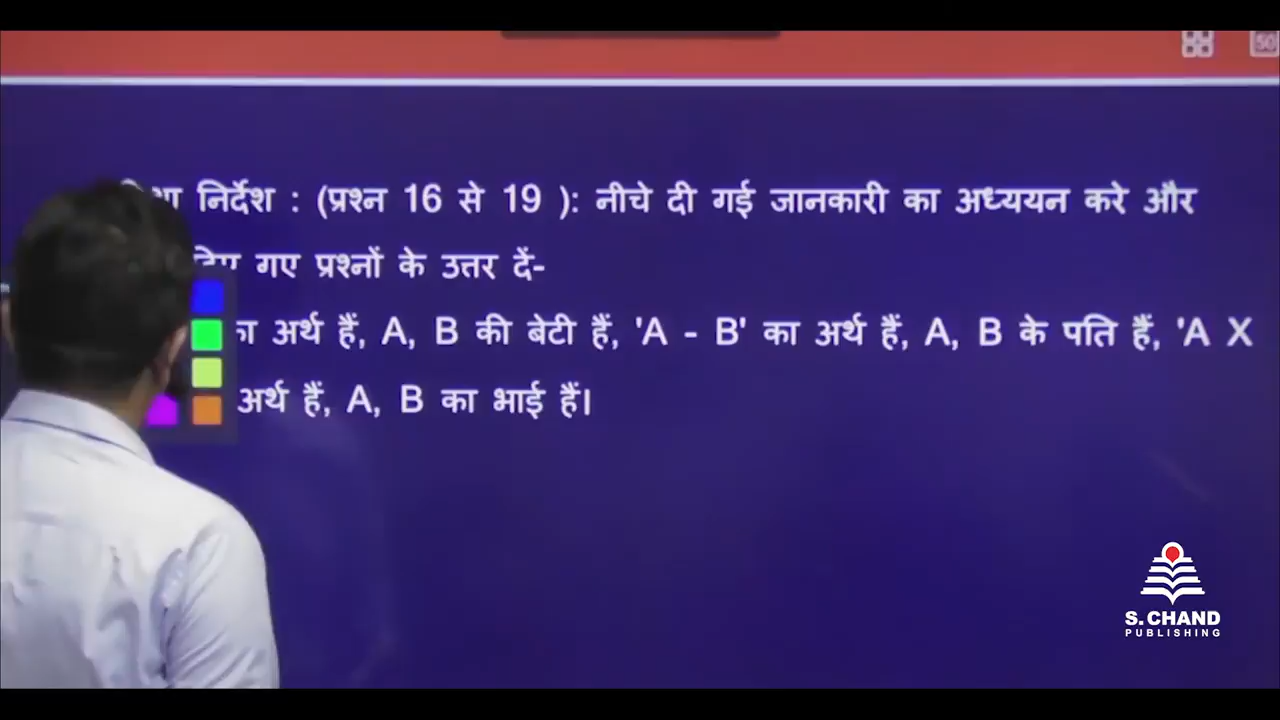 निर्देश : (प्रश्न 16 से 19 ): नीचे दी गई जानकारी का अध्ययन करे और
गए प्रश्नों के उत्तर दें-
अर्थ हैं, A, B की बेटी हैं, 'A - B' का अर्थ हैं, A, B के पति हैं, 'A X
अर्थ हैं, A, B का भाई हैं।
S. CHAND
PUBLISHING